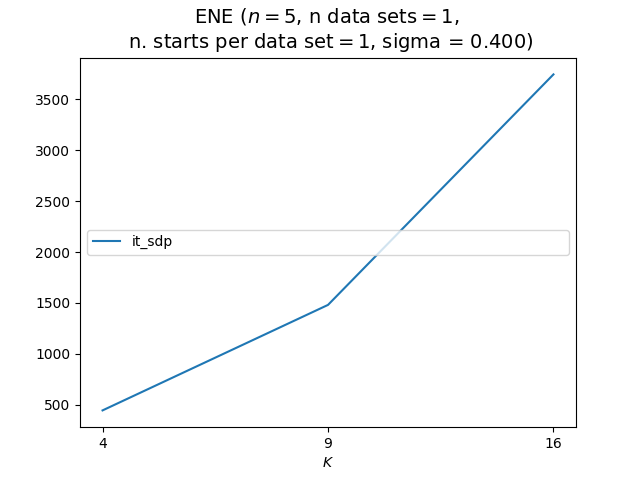 ENE (n = 5, n data sets = 1,
n. starts per data set = 1, sigma = 0.400)
3500
3000
2500
it_sdp
2000
1500
1000
500
4 9 16
K